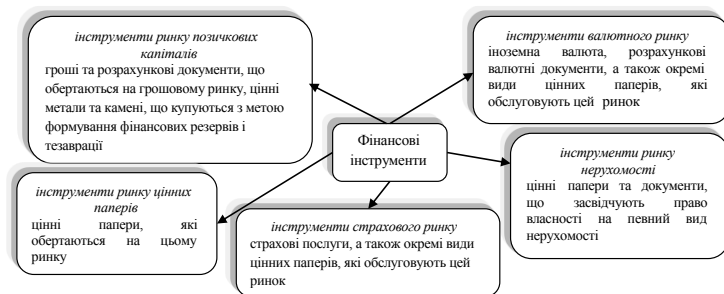 інструменти ринку позичкових
капіталів
гроші та розрахункові документи, що
обертаються на грошовому ринку, цінні
метали та камені, що купуються з метою
формування фінансових резервів і
тезаврації
інструменти валютного ринку
іноземна валюта, розрахункові
валютні документи, а також окремі
види цінних паперів, які
обслуговують цей ринок
Фінансові
інструменти
інструменти ринку
нерухомості
цінні папери та документи,
що засвідчують право
власності на певний вид
нерухомості
інструменти ринку цінних
паперів
цінні папери, які
обертаються на цьому
ринку
інструменти страхового ринку
страхові послуги, а також окремі види
цінних паперів, які обслуговують цей
ринок